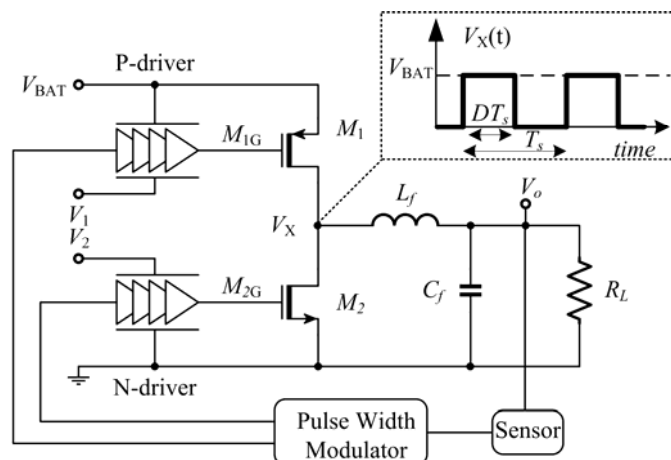 P-driver
V_BAT
M_1G
M_1
V_1
V_2
V_X
L_f
V_o
M_2G
M_2
C_f
R_L
N-driver
Pulse Width
Modulator
Sensor
V_X(t)
V_BAT
DT_s
T_s
time